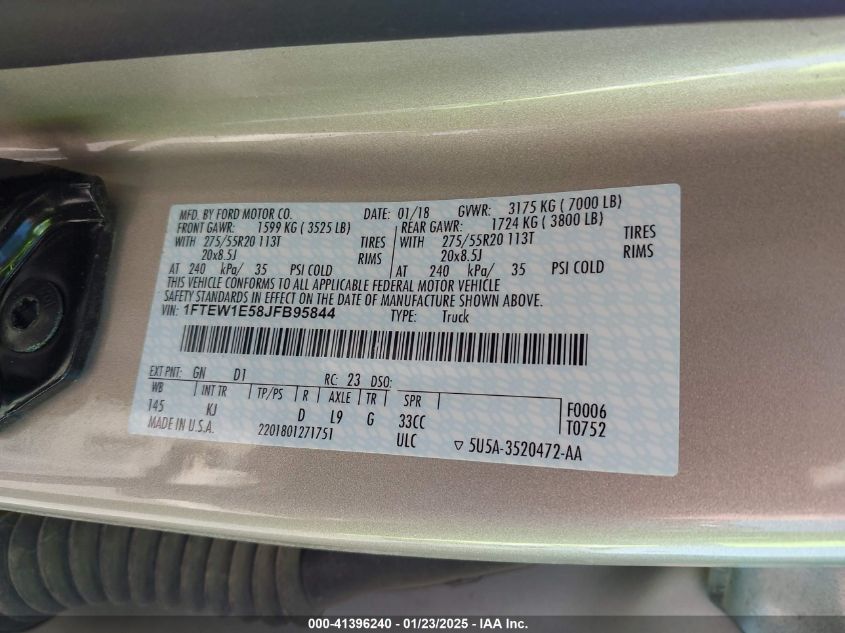 MFD. BY FORD MOTOR CO. DATE: 01/18 GVWR: 3175 KG ( 7000 LB)
FRONT GAWR: 1599 KG ( 3525 LB) REAR GAWR: 1724 KG ( 3800 LB)
WITH 275/55R20 113T TIRES WITH 275/55R20 113T TIRES
20x8.5J RIMS 20x8.5J RIMS
AT 240 kPa/ 35 PSI COLD AT 240 kPa/ 35 PSI COLD
THIS VEHICLE CONFORMS TO ALL APPLICABLE FEDERAL MOTOR VEHICLE
SAFETY STANDARDS IN EFFECT ON THE DATE OF MANUFACTURE SHOWN ABOVE.
VIN: 1FTEW1E58JFB95844 TYPE: Truck
EXT PNT: GN D1 RC: 23 DSO:
WB INT TR TP/PS R AXLE TR SPR
145 KJ D L9 G 33CC F0006
MADE IN U.S.A. 2201801271751 ULC T0752
▽ 5U5A-3520472-AA
000-41396240 - 01/23/2025 - IAA Inc.